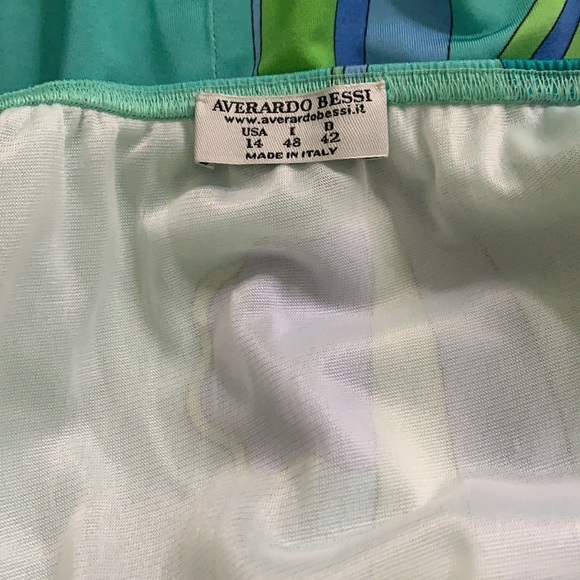 AVERARDO BESSI
www.averardobessi.it
USA I D
14 48 42
MADE IN ITALY